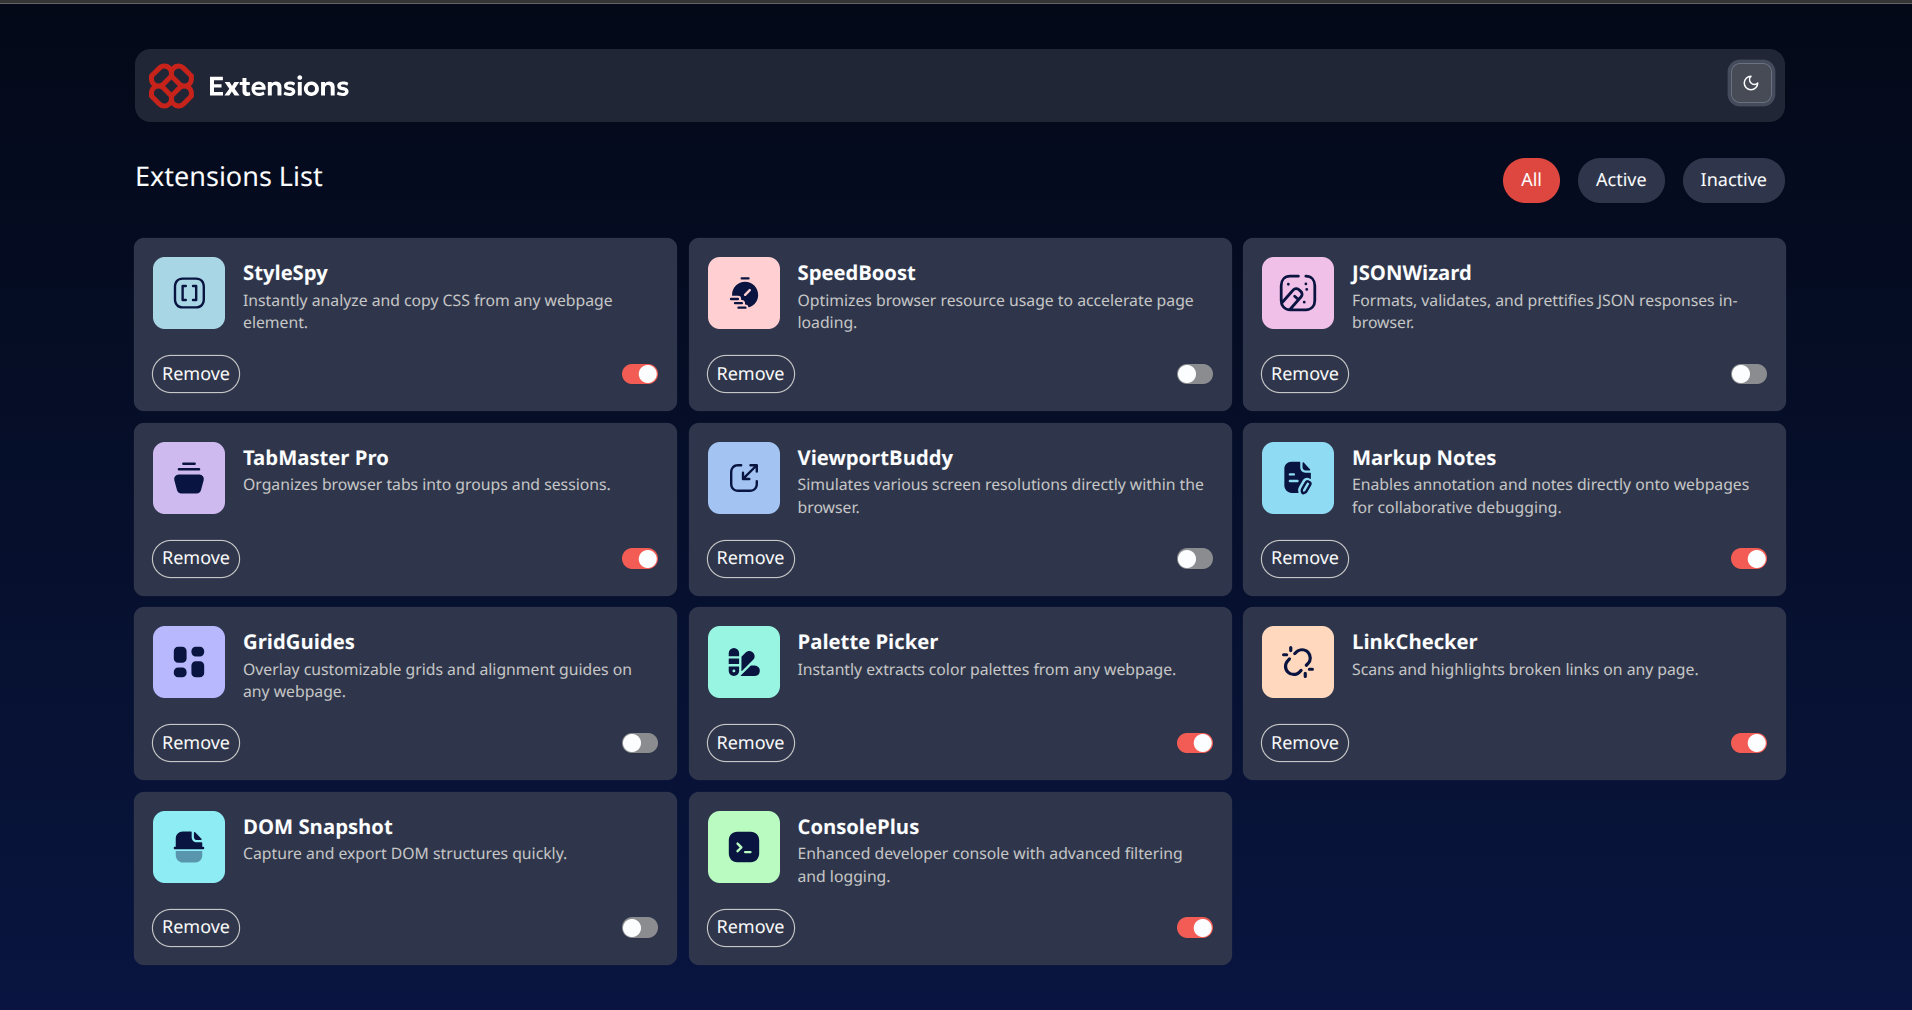 Extensions
Extensions List
All
Active
Inactive
StyleSpy
Instantly analyze and copy CSS from any webpage
element.
Remove
SpeedBoost
Optimizes browser resource usage to accelerate page
loading.
Remove
JSONWizard
Formats, validates, and prettifies JSON responses in-
browser.
Remove
TabMaster Pro
Organizes browser tabs into groups and sessions.
Remove
ViewportBuddy
Simulates various screen resolutions directly within the
browser.
Remove
Markup Notes
Enables annotation and notes directly onto webpages
for collaborative debugging.
Remove
GridGuides
Overlay customizable grids and alignment guides on
any webpage.
Remove
Palette Picker
Instantly extracts color palettes from any webpage.
Remove
LinkChecker
Scans and highlights broken links on any page.
Remove
DOM Snapshot
Capture and export DOM structures quickly.
Remove
ConsolePlus
Enhanced developer console with advanced filtering
and logging.
Remove